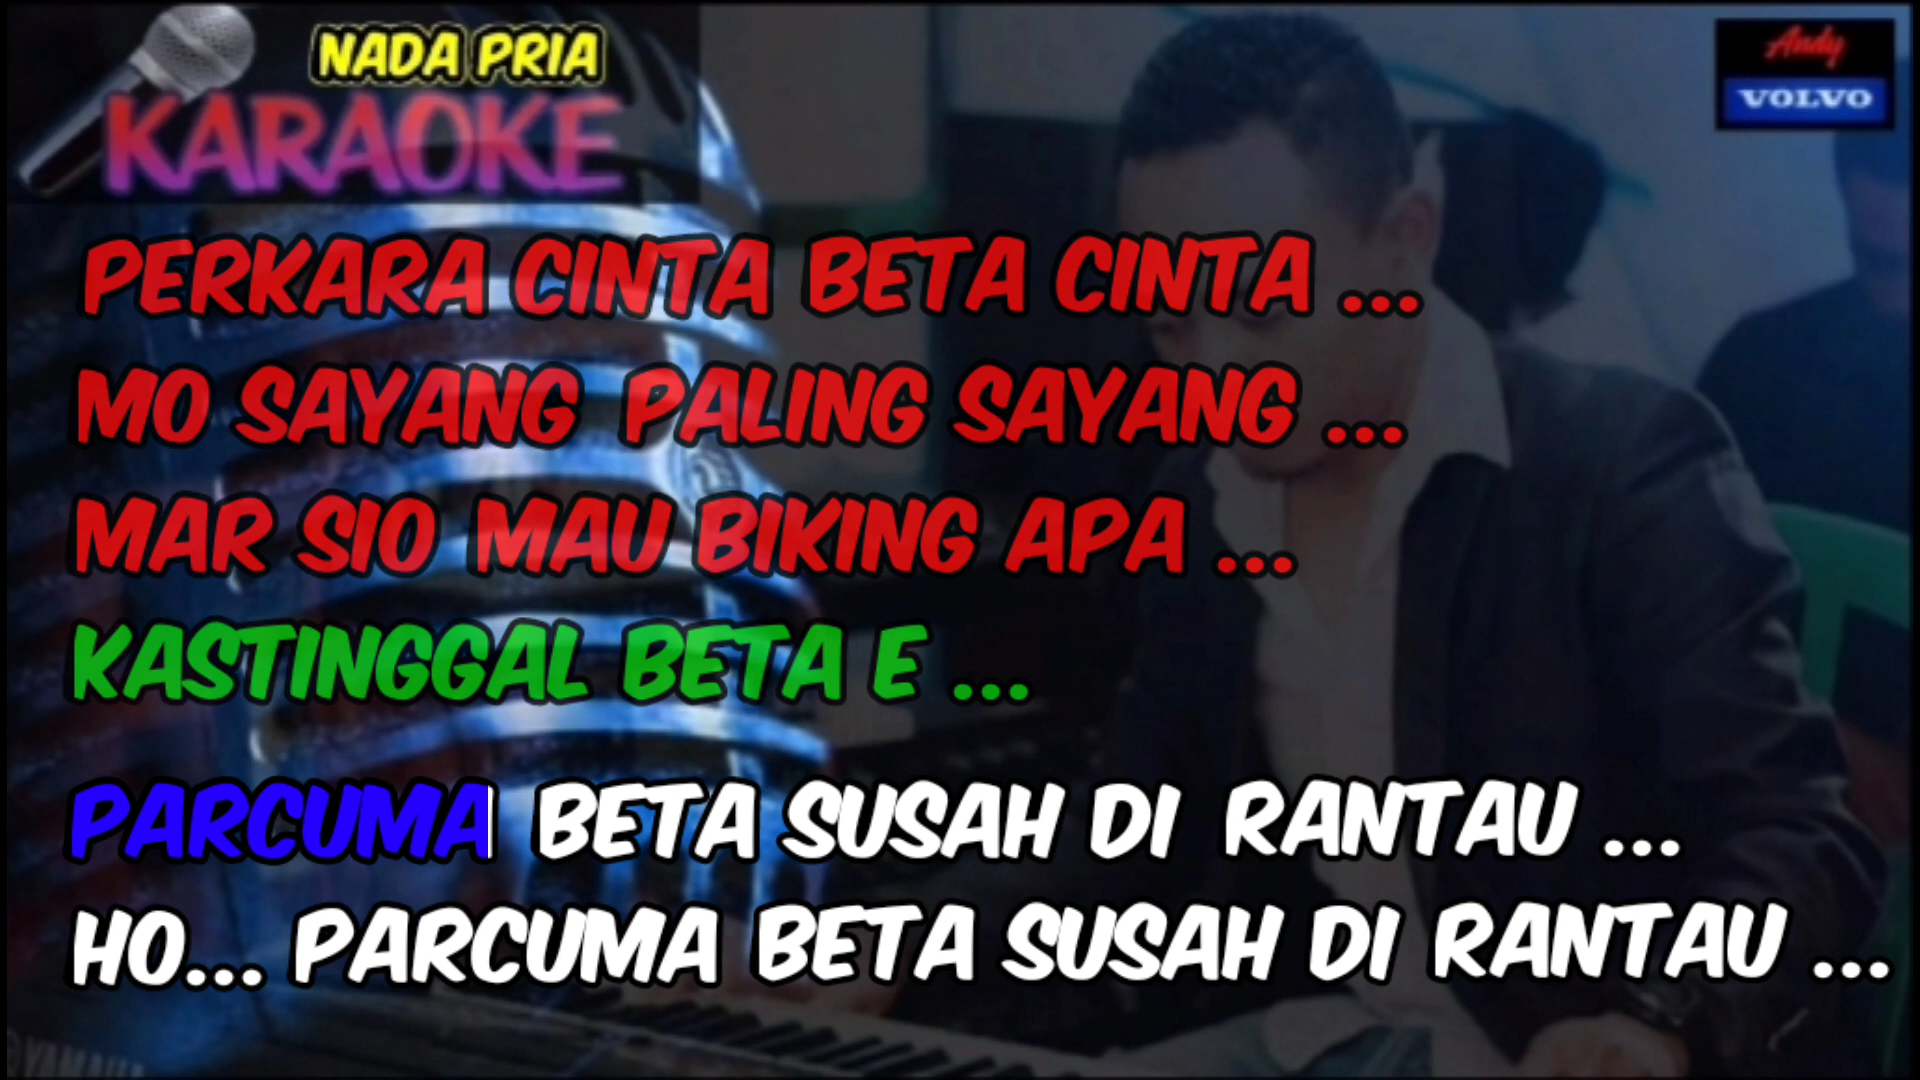 NADA PRIA
KARAOKE
Andy
VOLVO
PERKARA CINTA BETA CINTA ...
MO SAYANG PALING SAYANG ...
MAR SIO MAU BIKING APA ...
KASTINGGAL BETA E ...
PARCUMA BETA SUSAH DI RANTAU ...
HO... PARCUMA BETA SUSAH DI RANTAU ...
YAMAHA